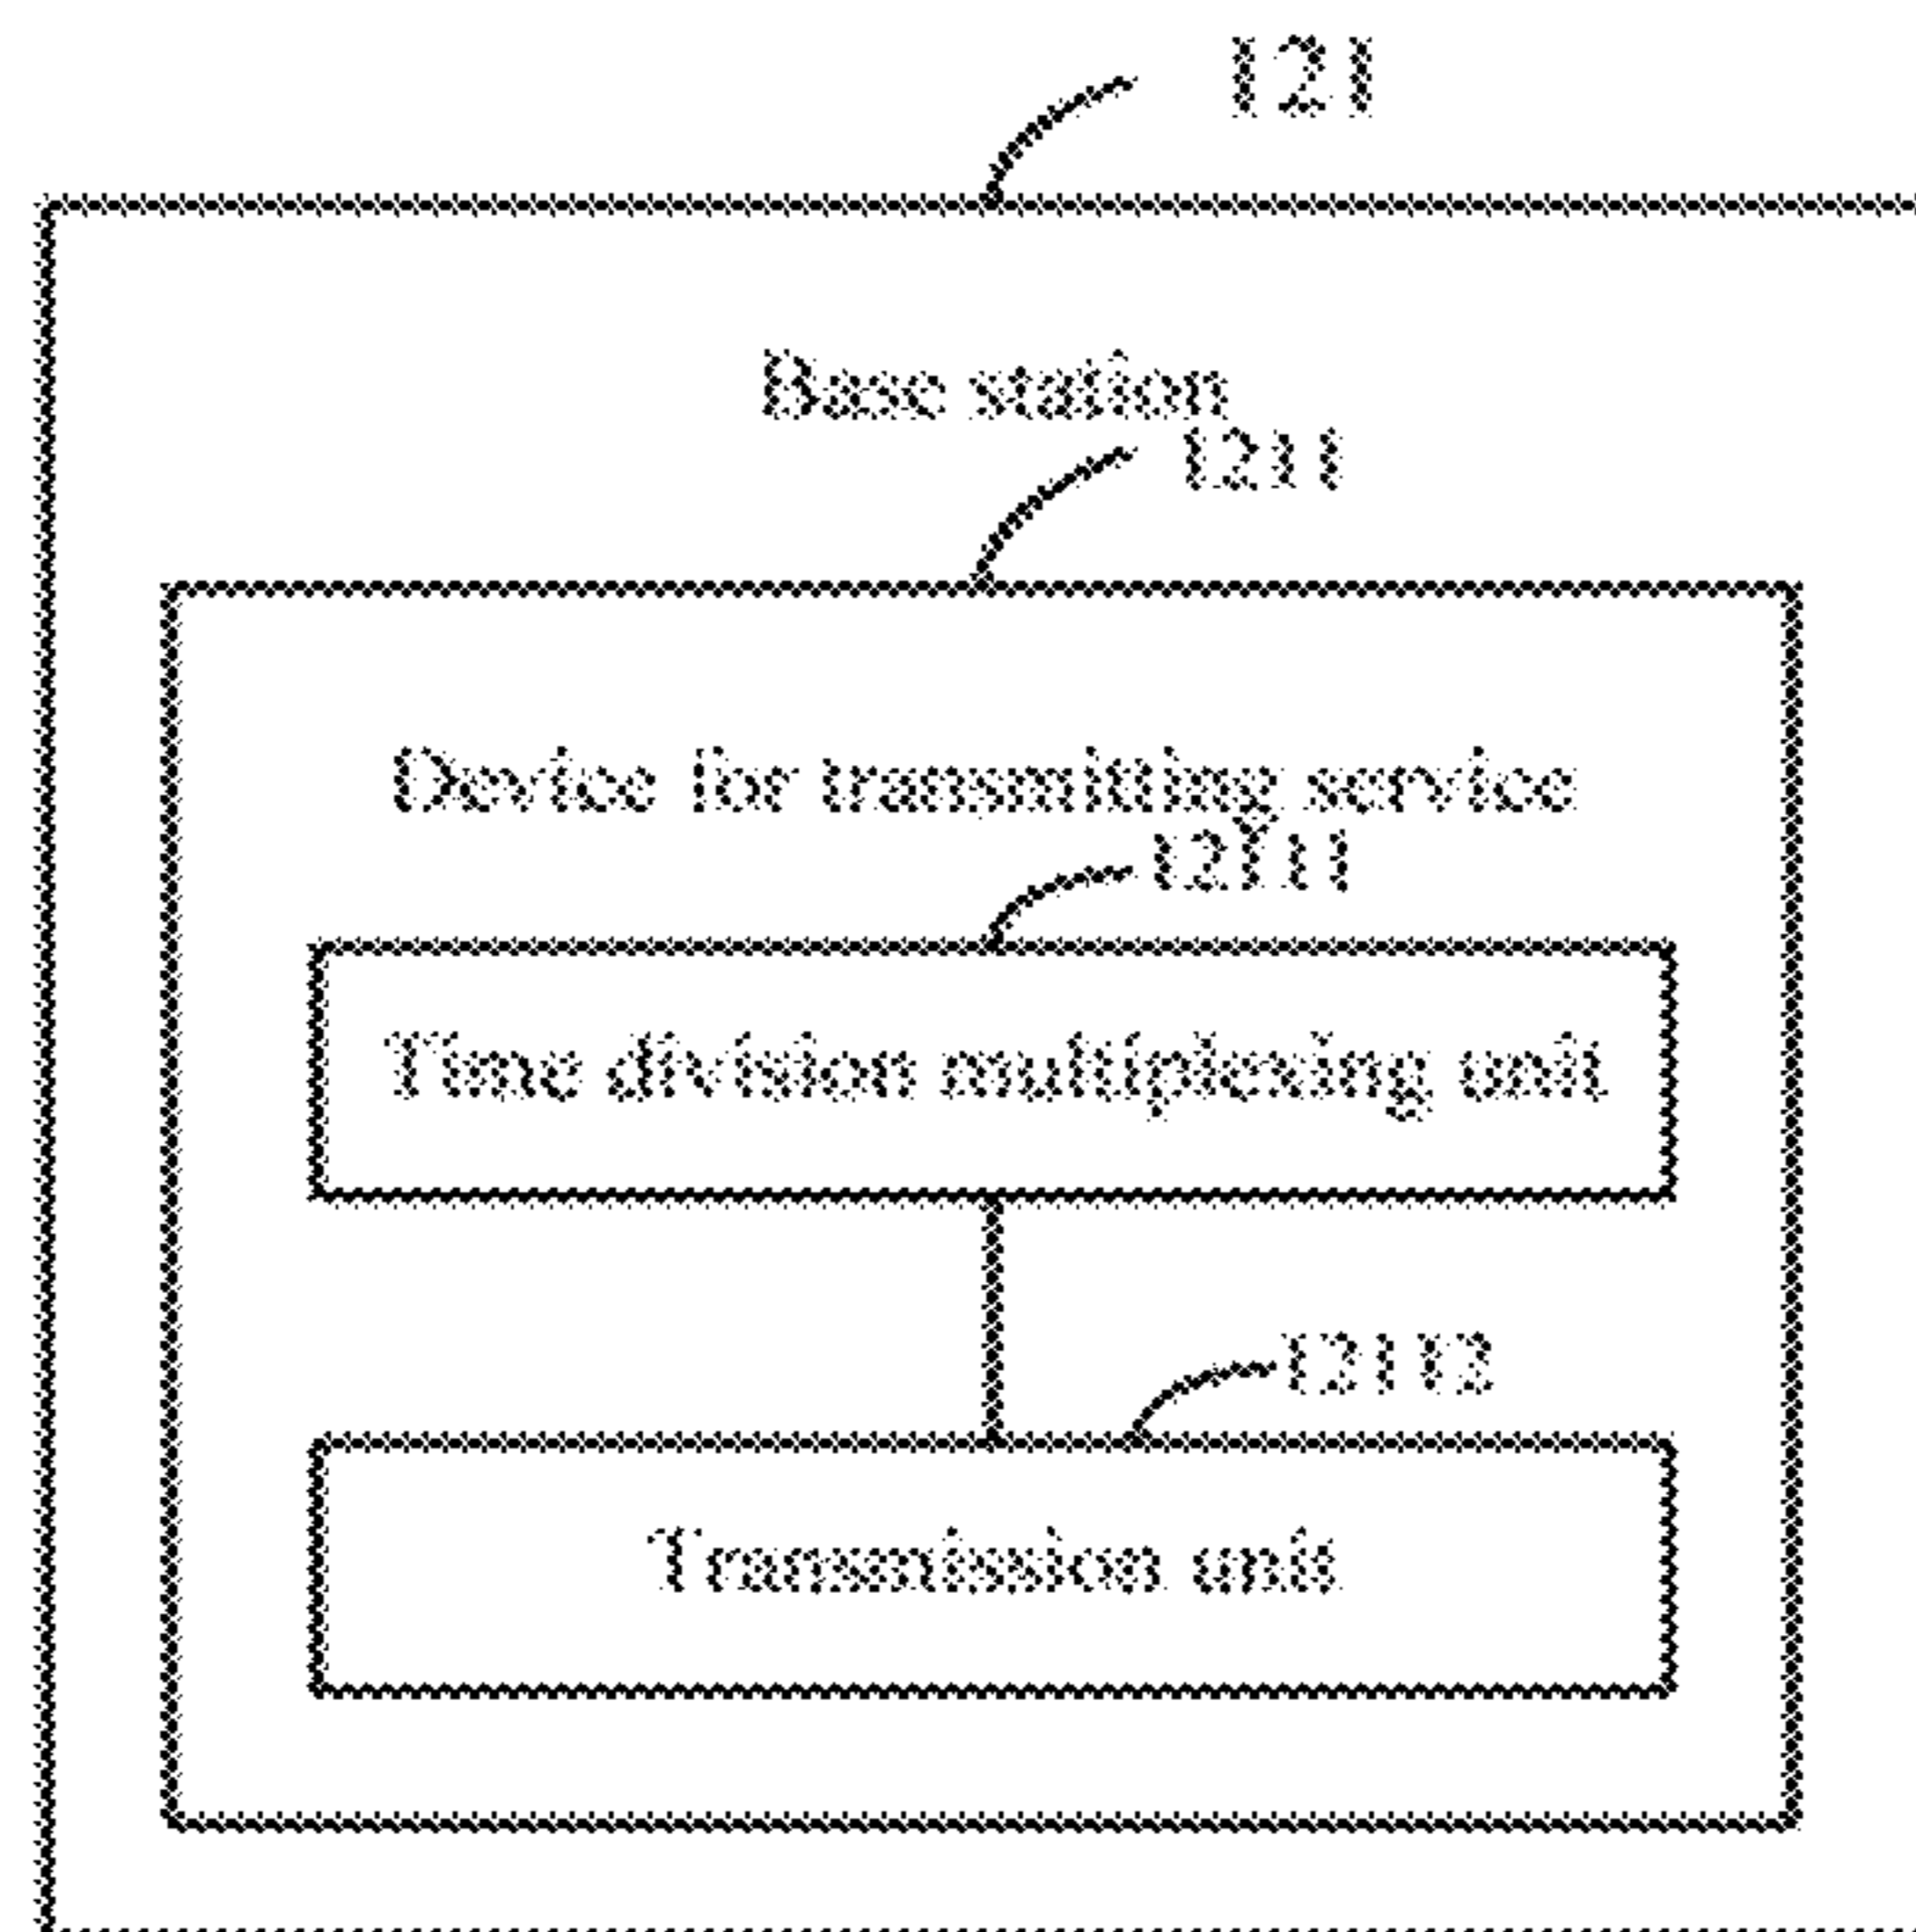 121
Base station
1211
Device for transmitting service
12111
Time division multiplexing unit
12112
Transmission unit